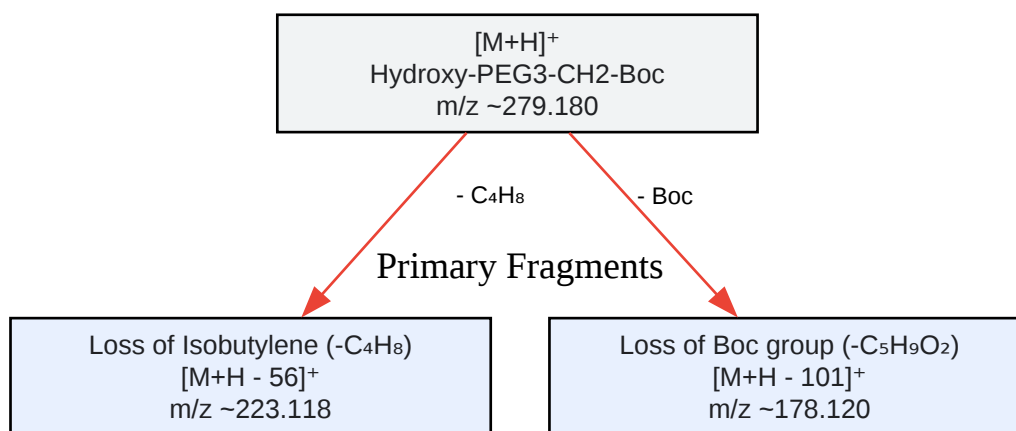 [M+H]⁺
Hydroxy-PEG3-CH2-Boc
m/z ~279.180
- C₄H₈
- Boc
Primary Fragments
Loss of Isobutylene (-C₄H₈)
[M+H - 56]⁺
m/z ~223.118
Loss of Boc group (-C₅H₉O₂)
[M+H - 101]⁺
m/z ~178.120